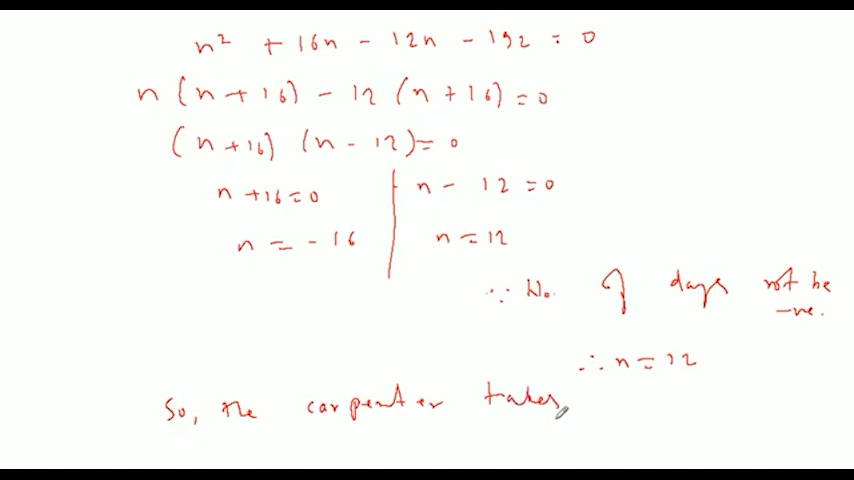 n² + 16n - 12n - 192 = 0
n (n + 16) - 12 (n + 16) = 0
(n + 16) (n - 12) = 0
n + 16 = 0
n - 12 = 0
n = - 16
n = 12
∵ No. of days not be
-ve.
∴ n = 12
So, the carpenter takes